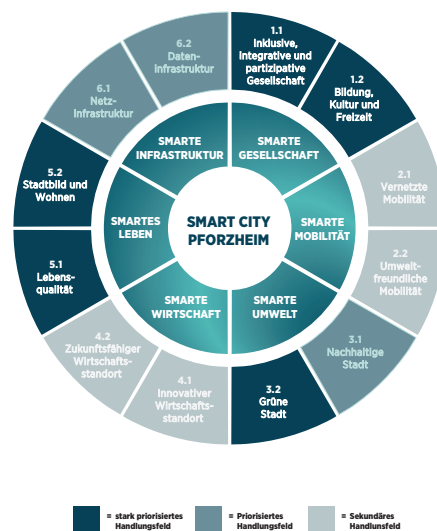 6.2
Daten-
infrastruktur
1.1
Inklusive,
Integrative und
partizipative
Gesellschaft
6.1
Netz-
infrastruktur
1.2
Bildung,
Kultur und
Freizeit
SMARTE
INFRASTRUKTUR
SMARTE
GESELLSCHAFT
5.2
Stadtbild und
Wohnen
2.1
Vernetzte
Mobilität
SMARTES
LEBEN
SMART CITY
PFORZHEIM
SMARTE
MOBILITÄT
5.1
Lebens-
qualität
2.2
Umwelt-
freundliche
Mobilität
SMARTE
WIRTSCHAFT
SMARTE
UMWELT
4.2
Zukunftsfähiger
Wirtschafts-
standort
3.1
Nachhaltige
Stadt
4.1
Innovativer
Wirtschafts-
standort
3.2
Grüne
Stadt
= stark priorisiertes
Handlungsfeld
= Priorisiertes
Handlungsfeld
= Sekundäres
Handlunsfeld